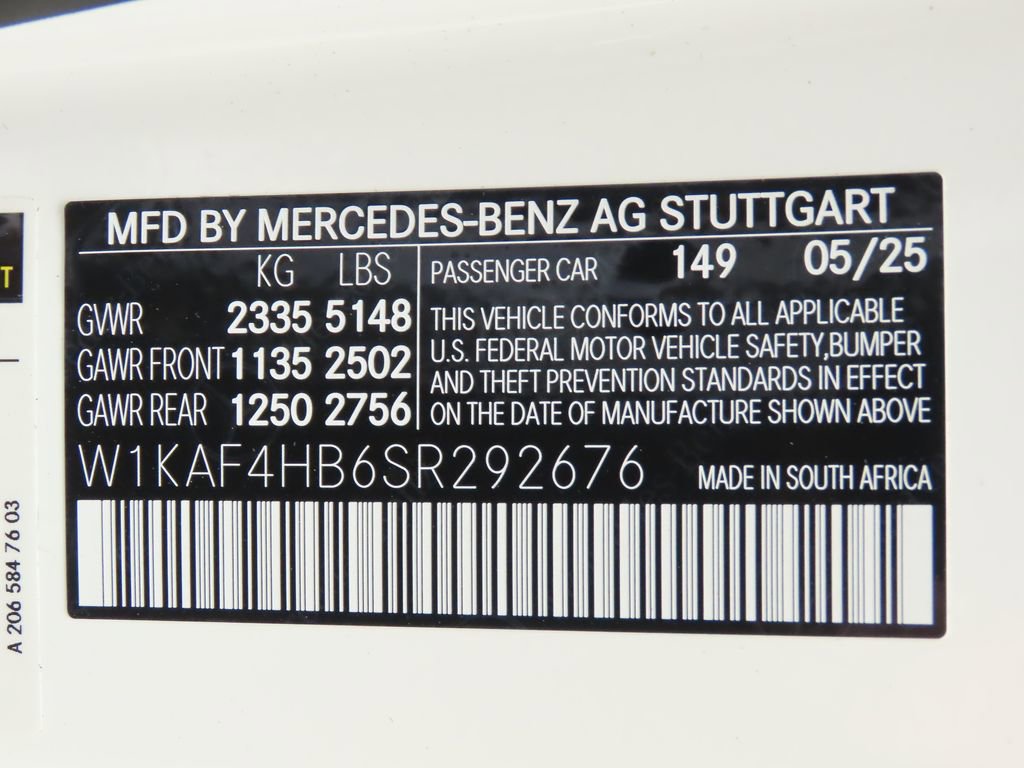 MFD BY MERCEDES-BENZ AG STUTTGART
KG LBS
GVWR 2335 5148
GAWR FRONT 1135 2502
GAWR REAR 1250 2756
PASSENGER CAR 149 05/25
THIS VEHICLE CONFORMS TO ALL APPLICABLE
U.S. FEDERAL MOTOR VEHICLE SAFETY,BUMPER
AND THEFT PREVENTION STANDARDS IN EFFECT
ON THE DATE OF MANUFACTURE SHOWN ABOVE
W1KAF4HB6SR292676
MADE IN SOUTH AFRICA
A 206 584 76 03